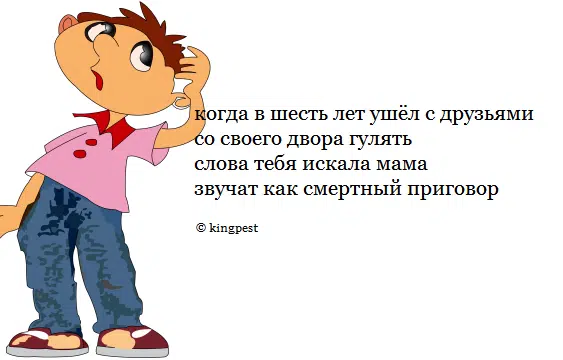 когда в шесть лет ушёл с друзьями
со своего двора гулять
слова тебя искала мама
звучат как смертный приговор
© kingpest